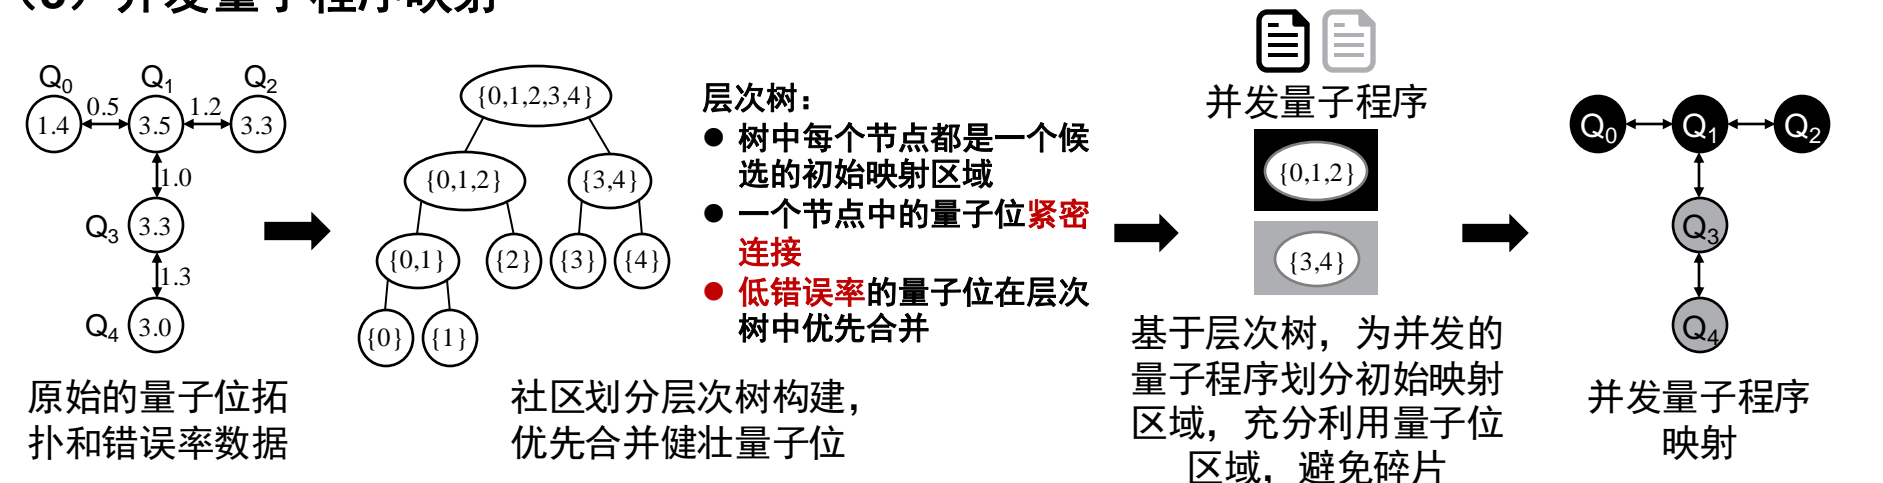 并发量子程序映射
Q0
Q1
Q2
1.4
0.5
3.5
1.2
3.3
1.0
Q3
3.3
1.3
Q4
3.0
原始的量子位拓
扑和错误率数据
{0,1,2,3,4}
{0,1,2}
{3,4}
{0,1}
{2}
{3}
{4}
{0}
{1}
社区划分层次树构建，
优先合并健壮量子位
层次树：
● 树中每个节点都是一个候
选的初始映射区域
● 一个节点中的量子位紧密
连接
● 低错误率的量子位在层次
树中优先合并
并发量子程序
{0,1,2}
{3,4}
基于层次树，为并发的
量子程序划分初始映射
区域，充分利用量子位
区域，避免碎片
Q0
Q1
Q2
Q3
Q4
并发量子程序
映射